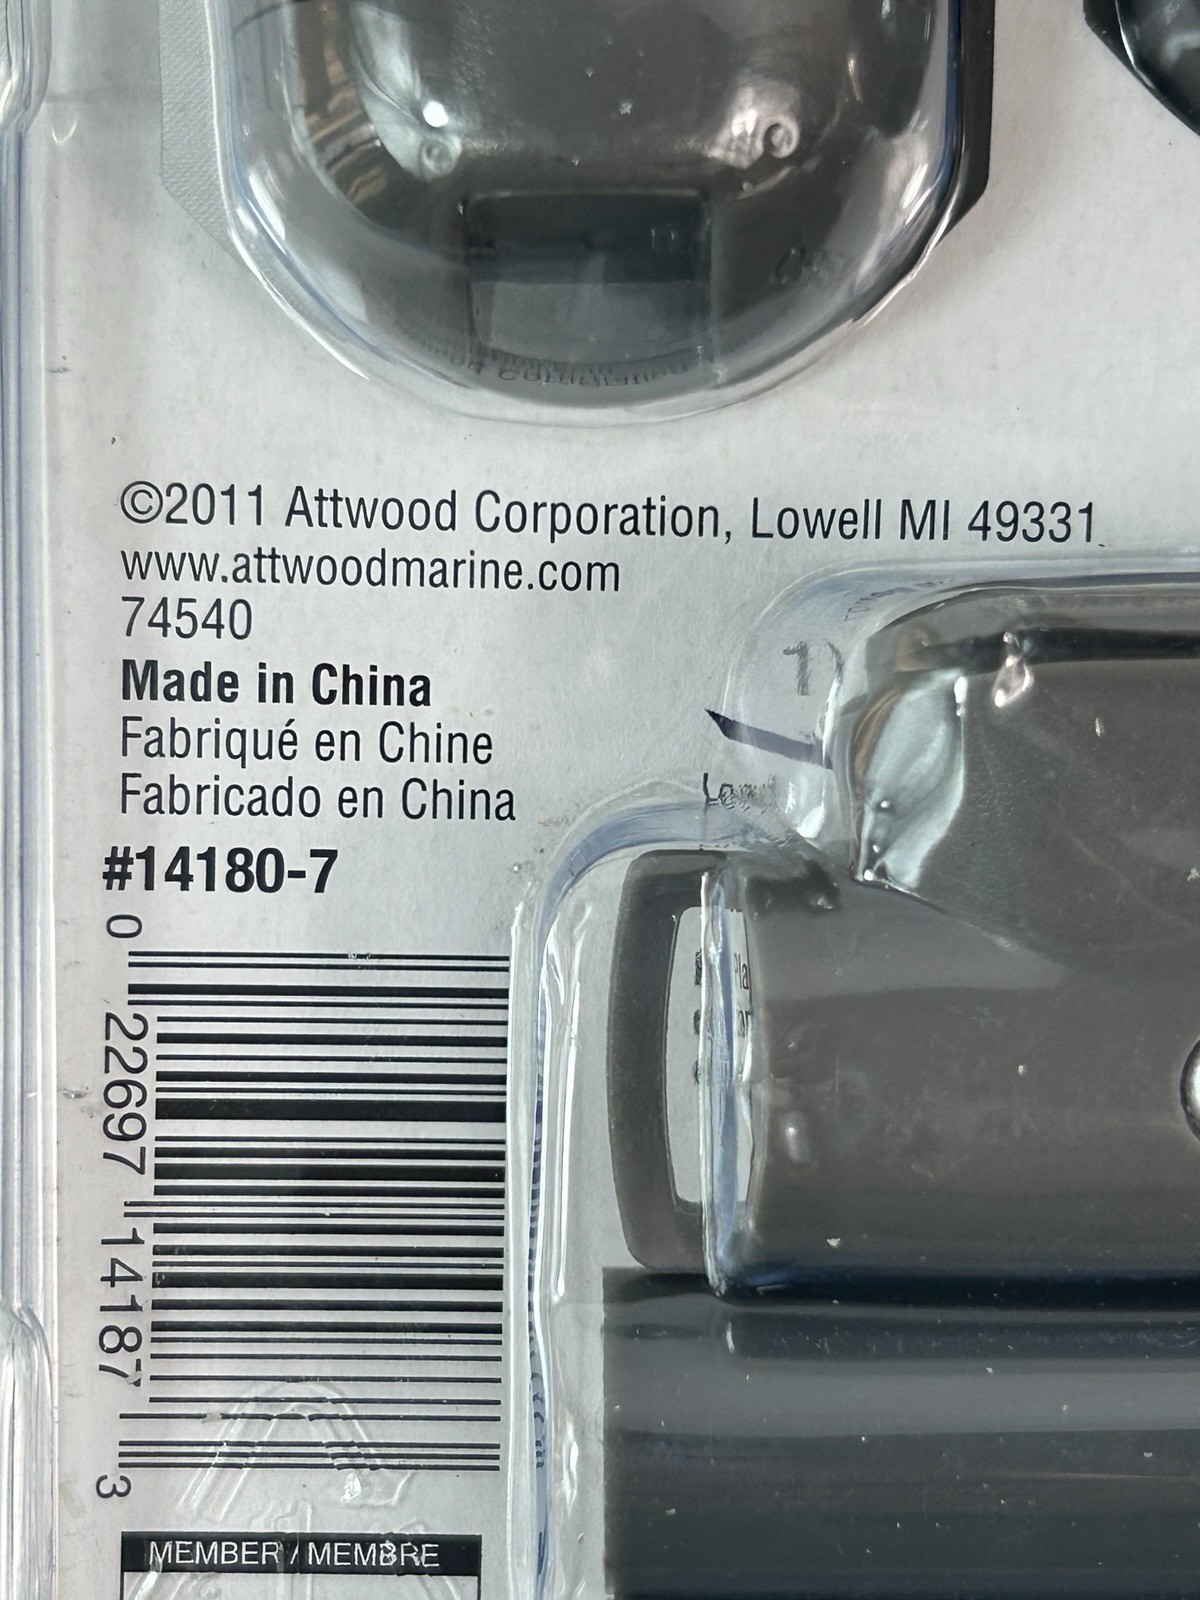 ©2011 Attwood Corporation, Lowell MI 49331
www.attwoodmarine.com
74540
Made in China
Fabriqué en Chine
Fabricado en China
#14180-7
0 22697 14187 3
MEMBER / MEMBRE
1)